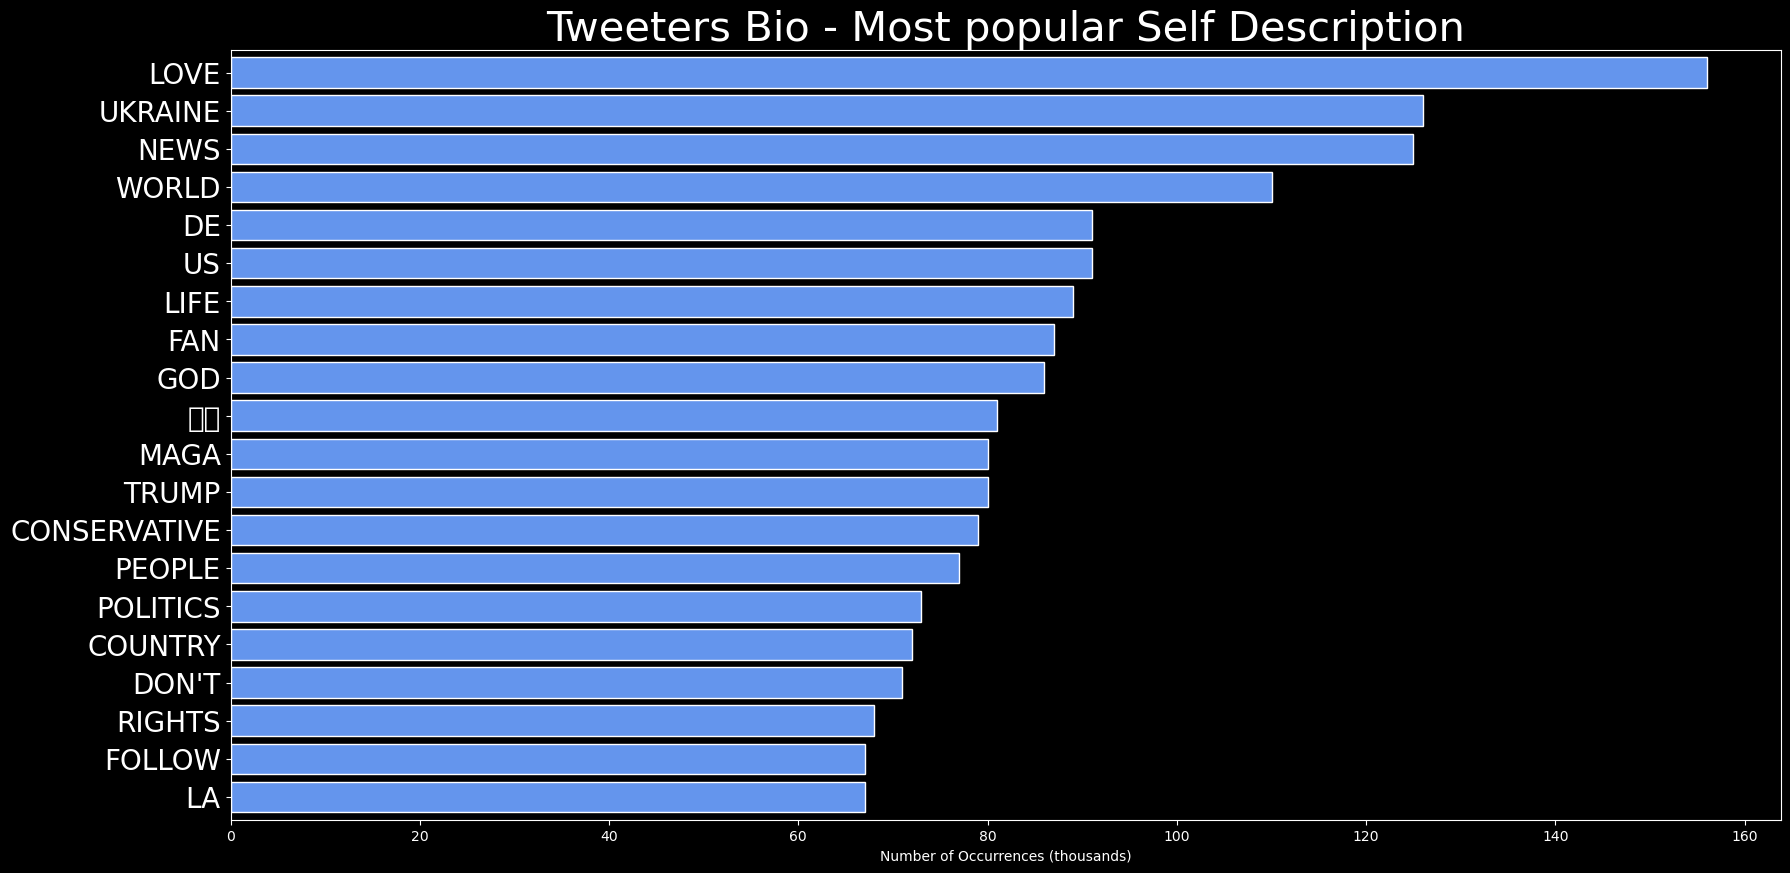 Tweeters Bio - Most popular Self Description
LOVE
UKRAINE
NEWS
WORLD
DE
US
LIFE
FAN
GOD
MAGA
TRUMP
CONSERVATIVE
PEOPLE
POLITICS
COUNTRY
DON'T
RIGHTS
FOLLOW
LA
0 20 40 60 80 100 120 140 160
Number of Occurrences (thousands)